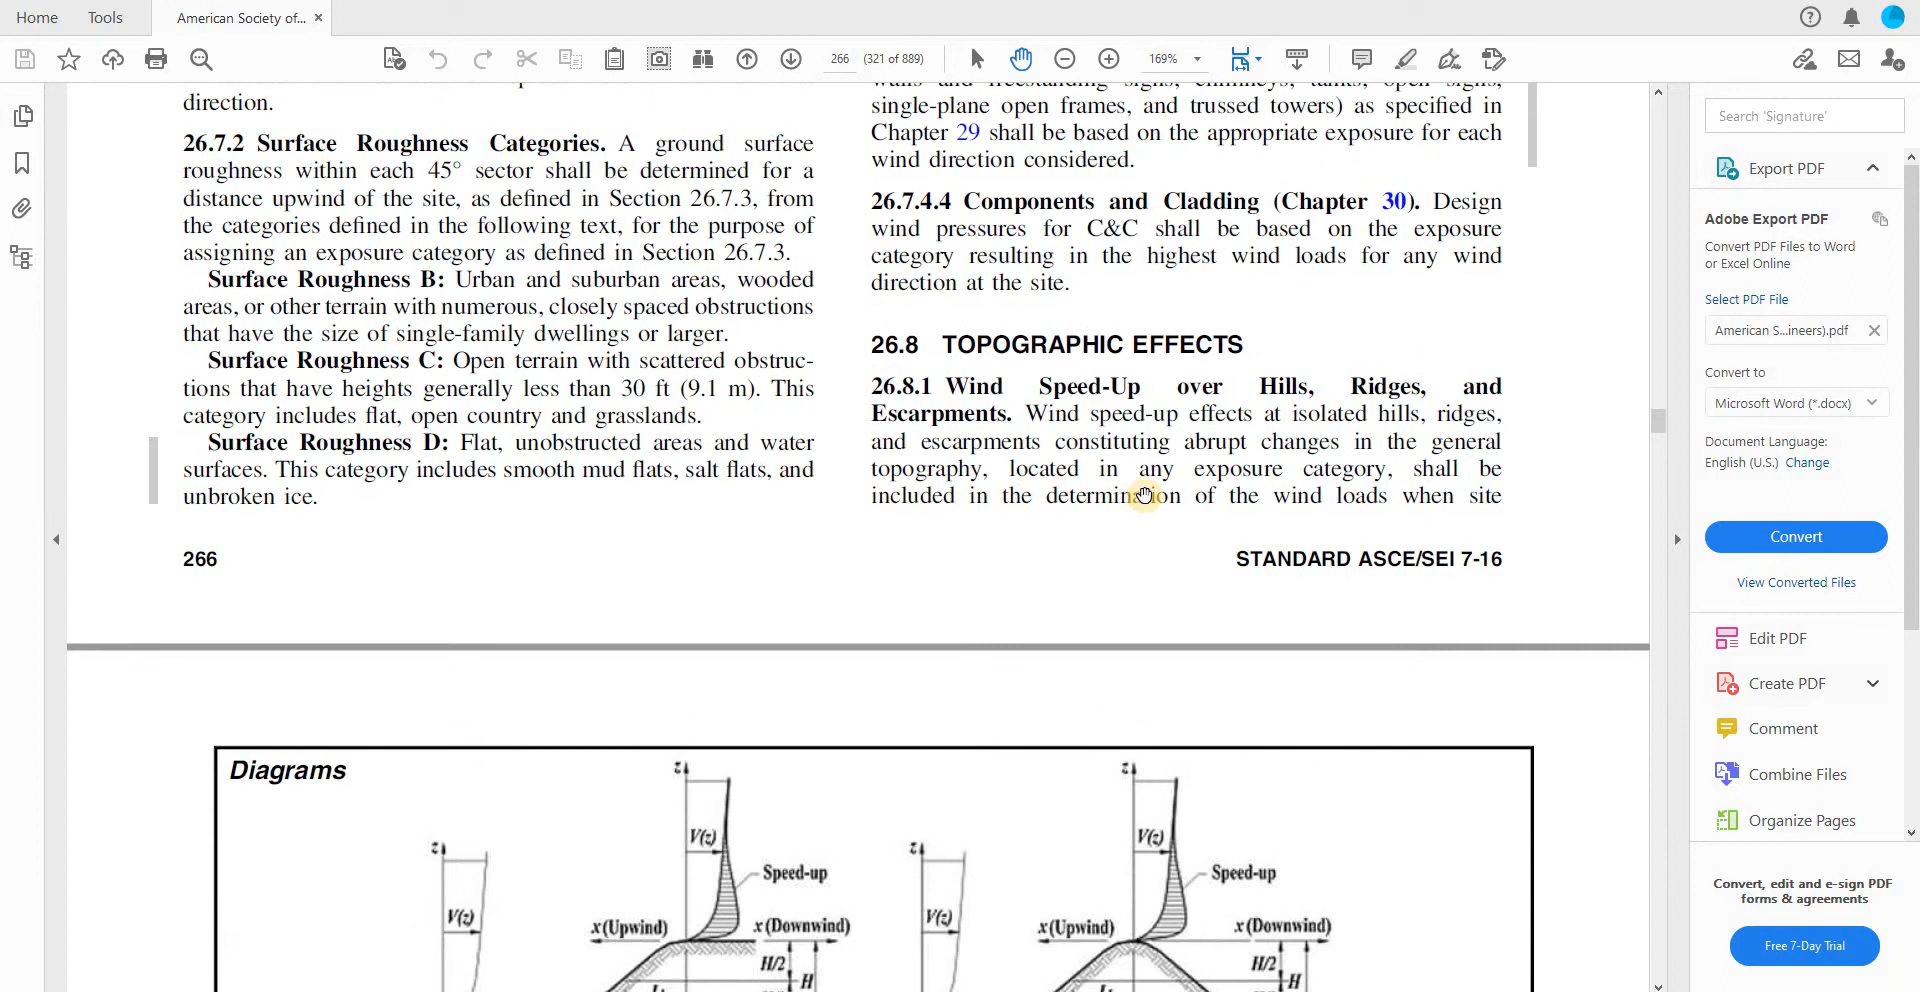 Home
Tools
American Society of...
266
(321 of 889)
169%
direction.
26.7.2 Surface Roughness Categories. A ground surface
roughness within each 45° sector shall be determined for a
distance upwind of the site, as defined in Section 26.7.3, from
the categories defined in the following text, for the purpose of
assigning an exposure category as defined in Section 26.7.3.
Surface Roughness B: Urban and suburban areas, wooded
areas, or other terrain with numerous, closely spaced obstructions
that have the size of single-family dwellings or larger.
Surface Roughness C: Open terrain with scattered obstruc-
tions that have heights generally less than 30 ft (9.1 m). This
category includes flat, open country and grasslands.
Surface Roughness D: Flat, unobstructed areas and water
surfaces. This category includes smooth mud flats, salt flats, and
unbroken ice.
266
walls and freestanding signs, chimneys, tanks, open signs,
single-plane open frames, and trussed towers) as specified in
Chapter 29 shall be based on the appropriate exposure for each
wind direction considered.
26.7.4.4 Components and Cladding (Chapter 30). Design
wind pressures for C&C shall be based on the exposure
category resulting in the highest wind loads for any wind
direction at the site.
26.8 TOPOGRAPHIC EFFECTS
26.8.1 Wind Speed-Up over Hills, Ridges, and
Escarpments. Wind speed-up effects at isolated hills, ridges,
and escarpments constituting abrupt changes in the general
topography, located in any exposure category, shall be
included in the determination of the wind loads when site
STANDARD ASCE/SEI 7-16
Diagrams
z
V(z)
z
V(z)
Speed-up
x(Upwind)
x(Downwind)
H/2
H
z
V(z)
z
V(z)
Speed-up
x(Upwind)
x(Downwind)
H/2
H
Search 'Signature'
Export PDF
Adobe Export PDF
Convert PDF Files to Word
or Excel Online
Select PDF File
American S...ineers).pdf
Convert to
Microsoft Word (*.docx)
Document Language:
English (U.S.) Change
Convert
View Converted Files
Edit PDF
Create PDF
Comment
Combine Files
Organize Pages
Convert, edit and e-sign PDF
forms & agreements
Free 7-Day Trial